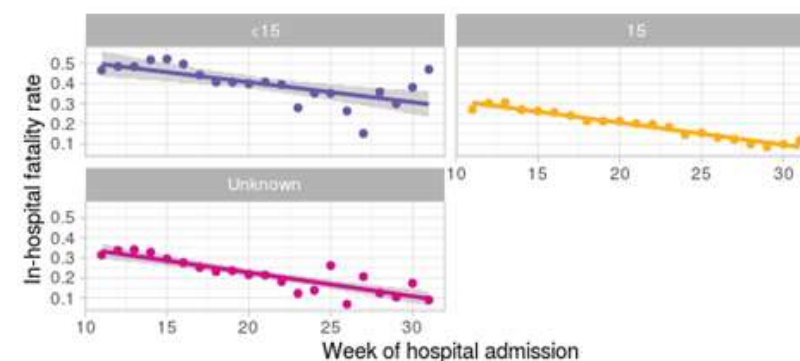 <15
15
In-hospital fatality rate
0.5
0.4
0.3
0.2
0.1
10 15 20 25 30
Unknown
0.5
0.4
0.3
0.2
0.1
10 15 20 25 30
Week of hospital admission